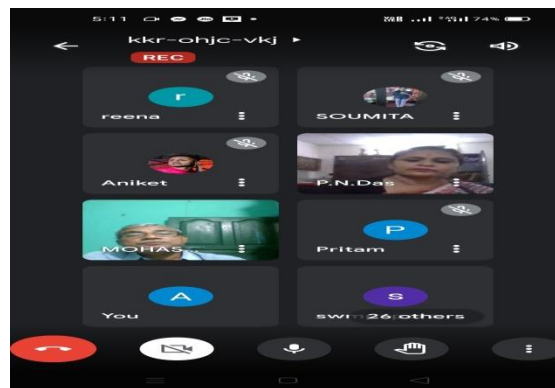 5:11 74%
kkr-ohjc-vkj
REC
r
reena
SOUMITA
Aniket
P.N.Das
MOHAS...
P
Pritam
A
You
S
26 others